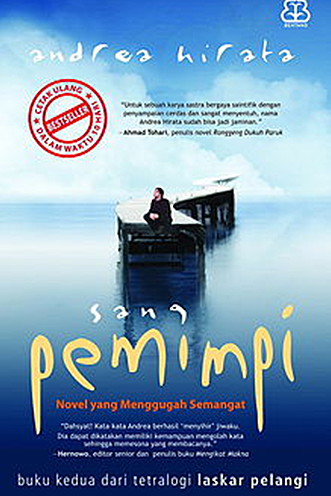 BENTANG
andrea hirata
CETAK ULANG
BESTSELLER
DALAM WAKTU 10 HARI
"Untuk sebuah karya sastra bergaya saintifik dengan
penyampaian cerdas dan sangat menyentuh, nama
Andrea Hirata sudah bisa jadi jaminan."
- Ahmad Tohari, penulis novel Ronggeng Dukuh Paruk
sang
pemimpi
Novel yang Menggugah Semangat
"Dahsyat! Kata kata Andrea berhasil "menyihir" jiwaku.
Dia dapat dikatakan memiliki kemampuan mengolah kata
sehingga memesona yang membacanya."
- Hernowo, editor senior dan penulis buku Mengikat Makna
buku kedua dari tetralogi laskar pelangi